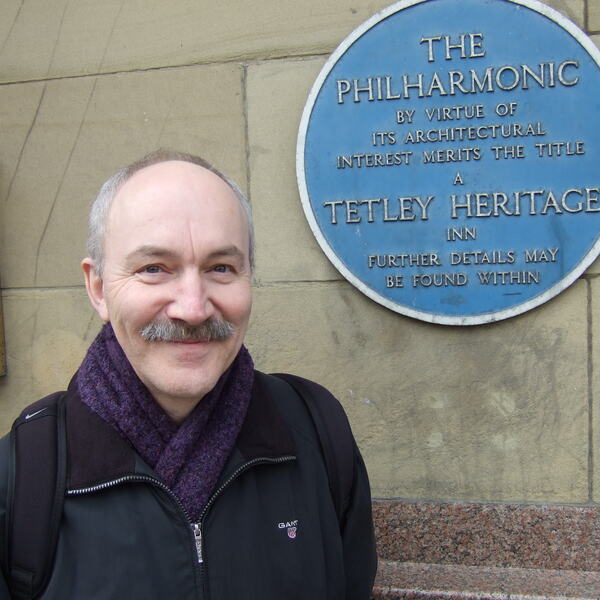 THE
PHILHARMONIC
BY VIRTUE OF
ITS ARCHITECTURAL
INTEREST MERITS THE TITLE
A
TETLEY HERITAGE
INN
FURTHER DETAILS MAY
BE FOUND WITHIN
GANT